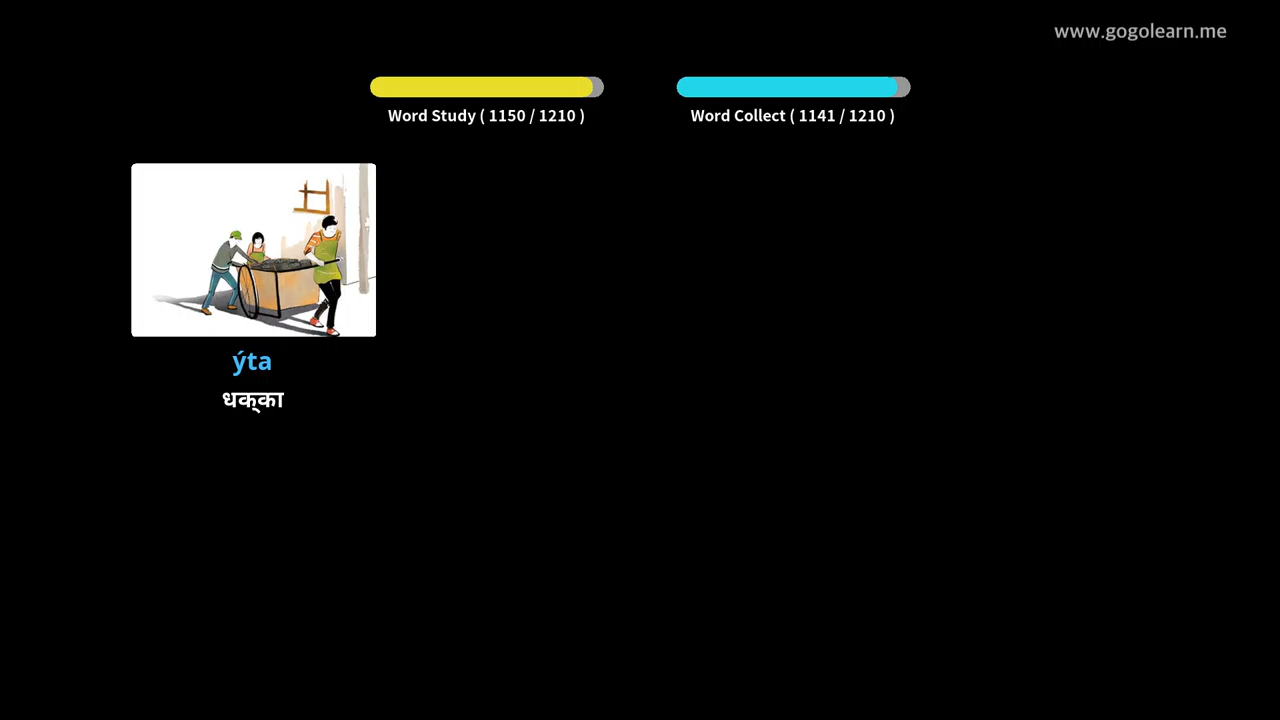 www.gogolearn.me
Word Study ( 1150 / 1210 )
Word Collect ( 1141 / 1210 )
ýta
धक्का